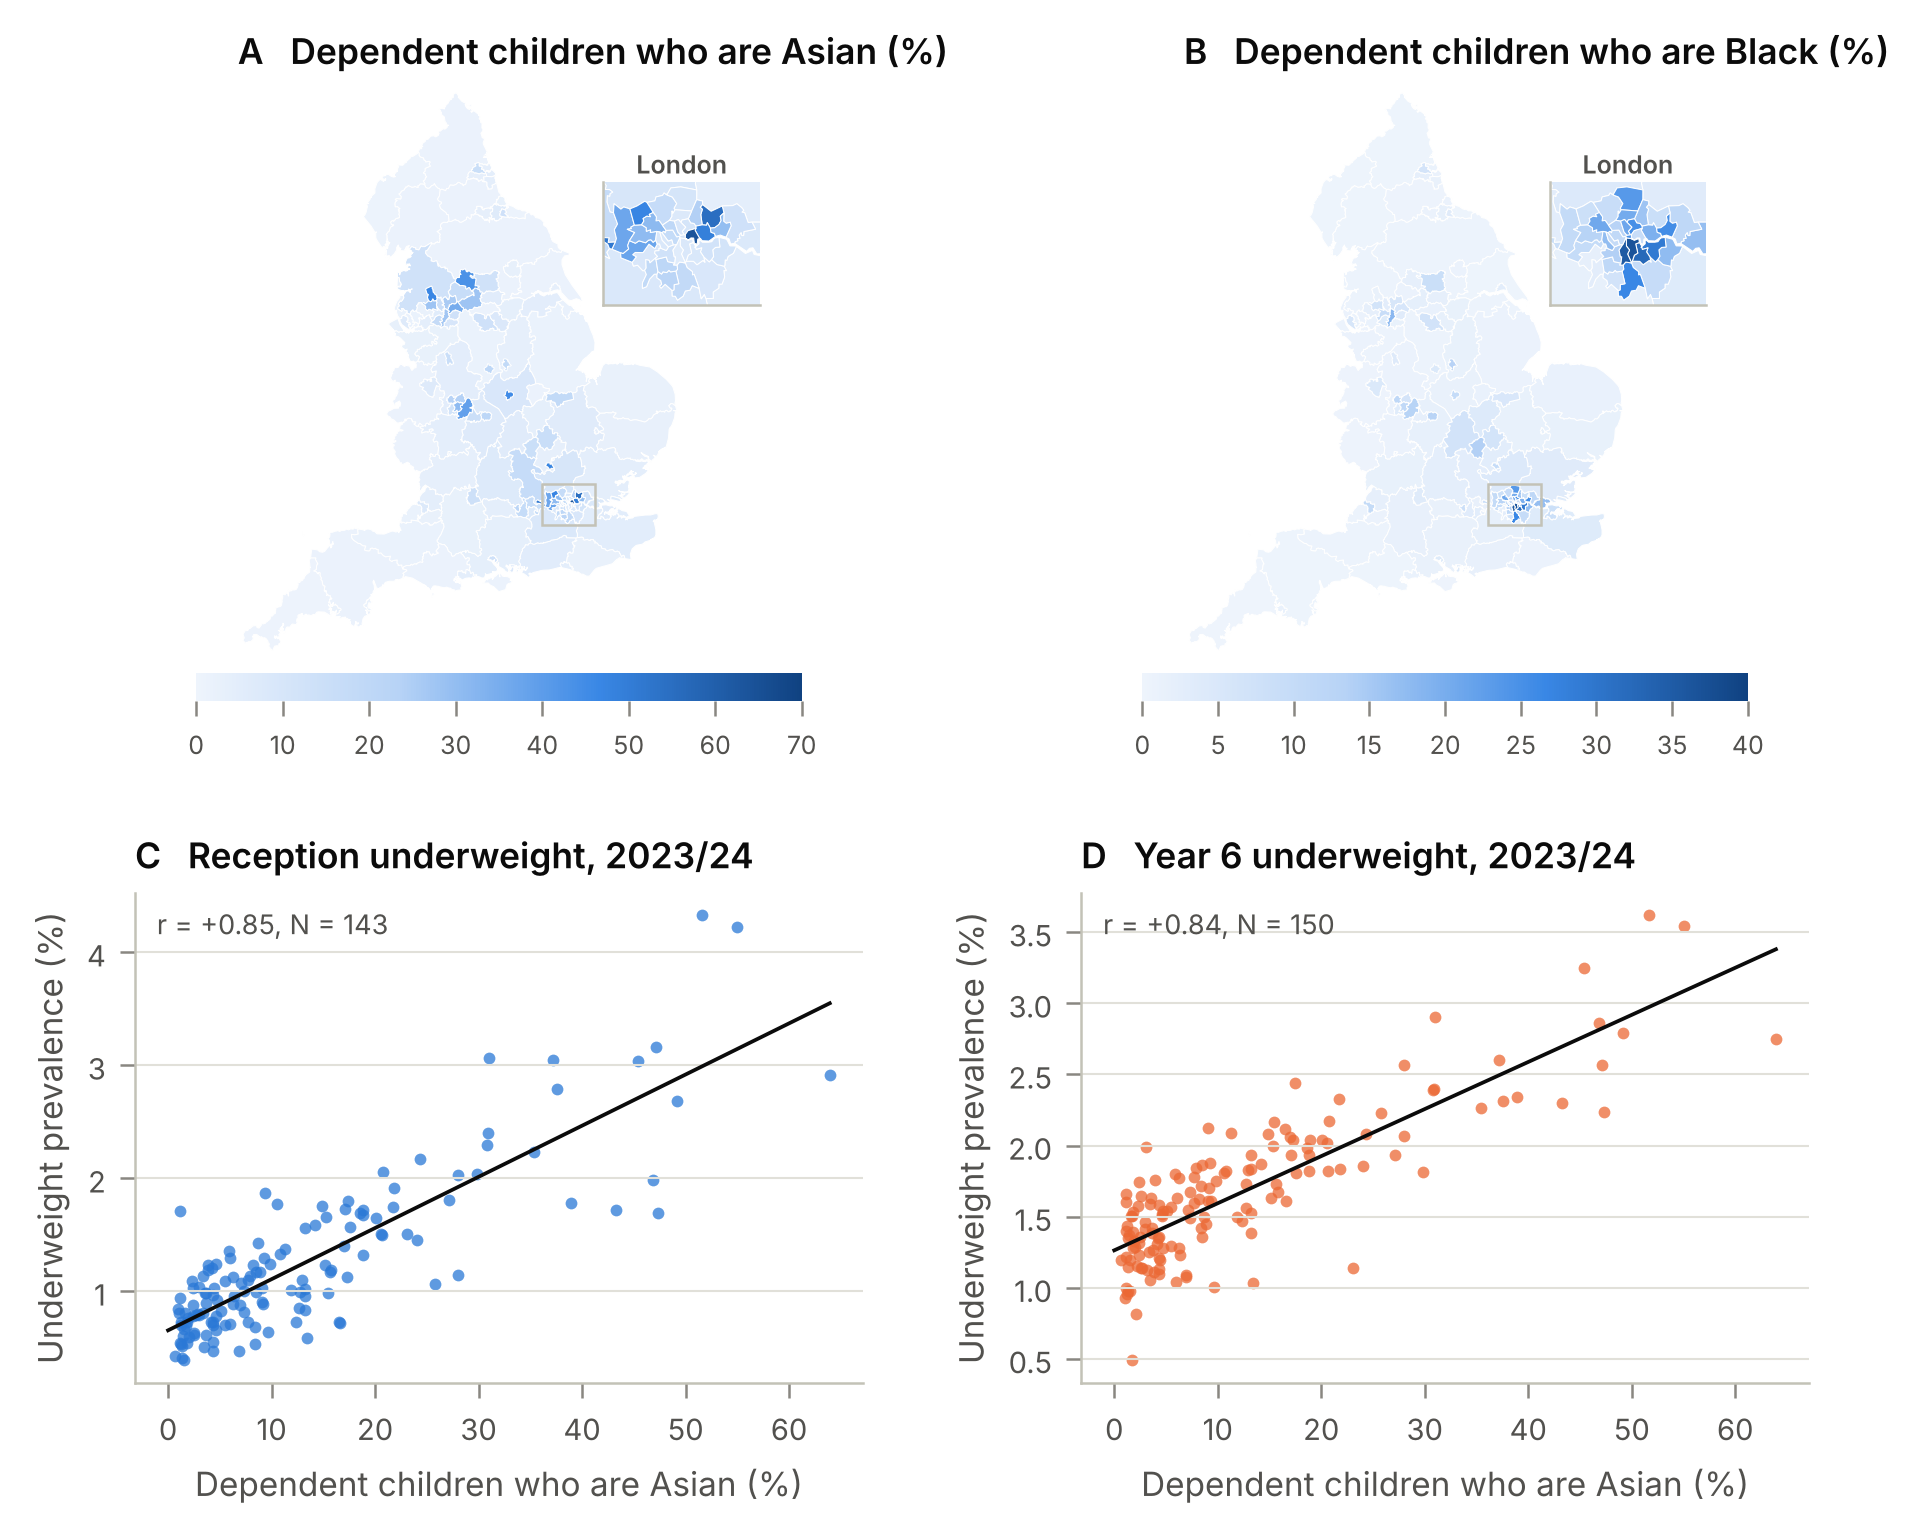 A Dependent children who are Asian (%)
London
0 10 20 30 40 50 60 70
B Dependent children who are Black (%)
London
0 5 10 15 20 25 30 35 40
C Reception underweight, 2023/24
r = +0.85, N = 143
Underweight prevalence (%)
4
3
2
1
0 10 20 30 40 50 60
Dependent children who are Asian (%)
D Year 6 underweight, 2023/24
r = +0.84, N = 150
Underweight prevalence (%)
3.5
3.0
2.5
2.0
1.5
1.0
0.5
0 10 20 30 40 50 60
Dependent children who are Asian (%)